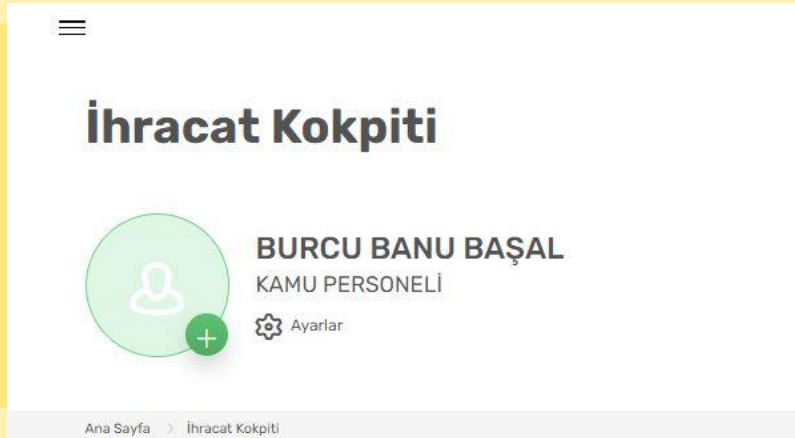 İhracat Kokpiti
BURCU BANU BAŞAL
KAMU PERSONELİ
Ayarlar
Ana Sayfa > İhracat Kokpiti